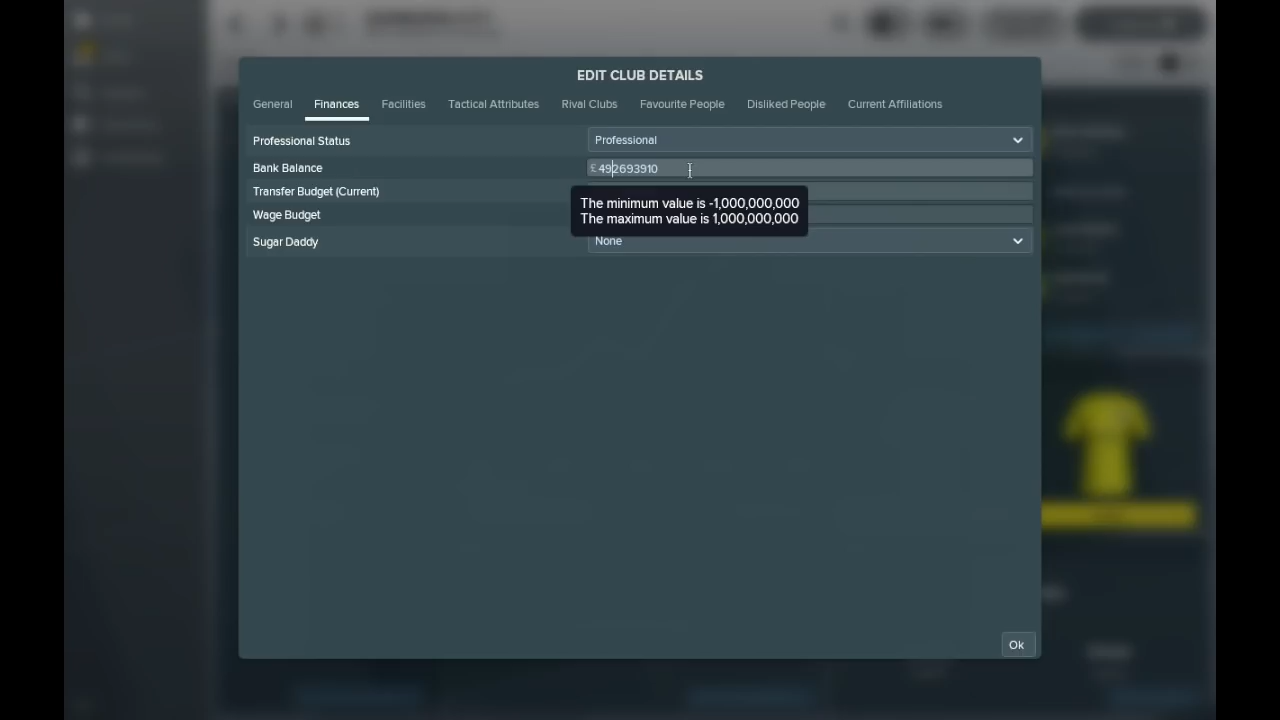 EDIT CLUB DETAILS
General Finances Facilities Tactical Attributes Rival Clubs Favourite People Disliked People Current Affiliations
Professional Status Professional
Bank Balance £ 492693910
Transfer Budget (Current)
The minimum value is -1,000,000,000
Wage Budget
The maximum value is 1,000,000,000
Sugar Daddy None
Ok